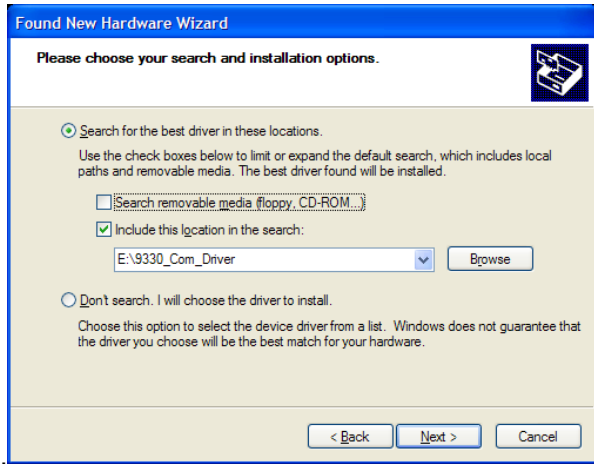 Found New Hardware Wizard
Please choose your search and installation options.
Search for the best driver in these locations.
Use the check boxes below to limit or expand the default search, which includes local
paths and removable media. The best driver found will be installed.
Search removable media (floppy, CD-ROM...)
Include this location in the search:
E:\9330_Com_Driver
Browse
Don't search. I will choose the driver to install.
Choose this option to select the device driver from a list. Windows does not guarantee that
the driver you choose will be the best match for your hardware.
< Back Next > Cancel